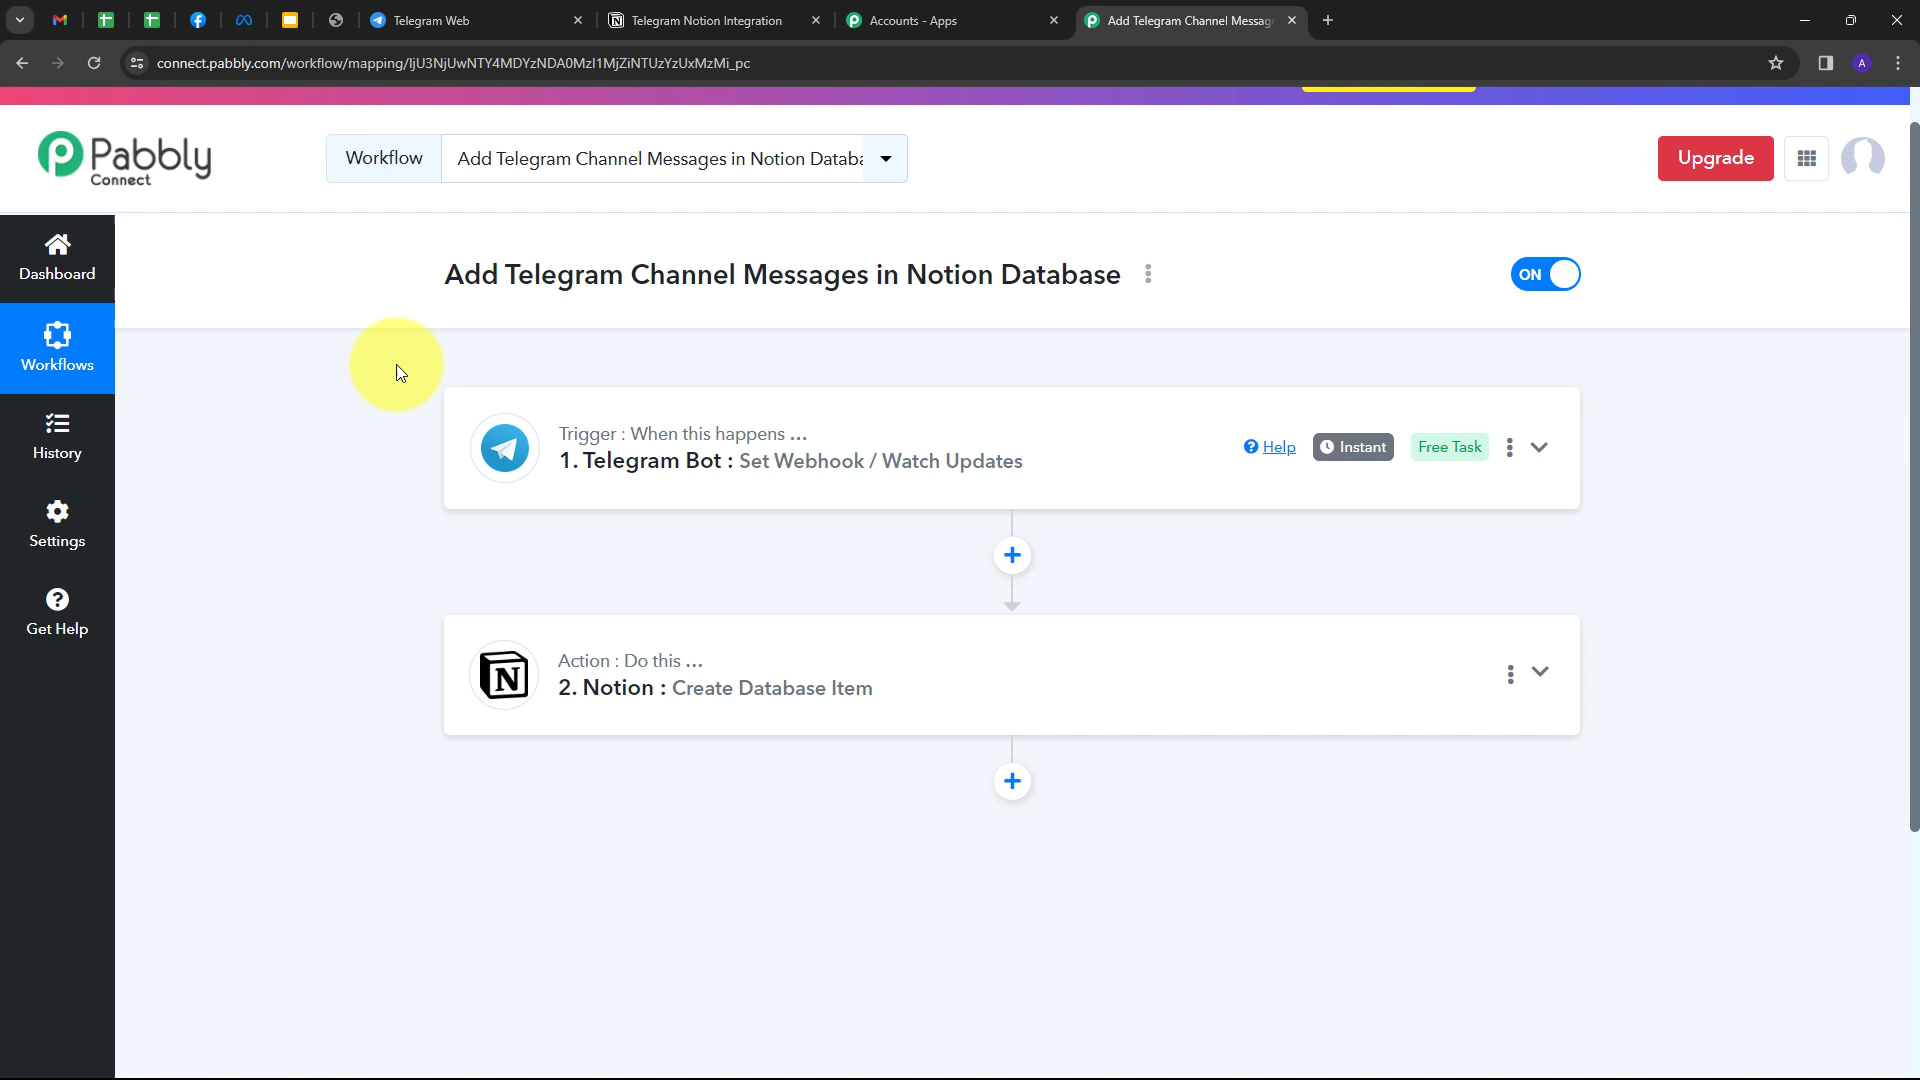 Telegram Web
Telegram Notion Integration
Accounts - Apps
Add Telegram Channel Messag
connect.pabbly.com/workflow/mapping/IjU3NjUwNTY4MDYzNDA0MzI1MjZiNTUzYzUxMzMi_pc
A
Pabbly
Connect
Workflow
Add Telegram Channel Messages in Notion Databa
Upgrade
Dashboard
Workflows
History
Settings
Get Help
Add Telegram Channel Messages in Notion Database
ON
Trigger : When this happens ...
1. Telegram Bot : Set Webhook / Watch Updates
Help
Instant
Free Task
Action : Do this ...
2. Notion : Create Database Item